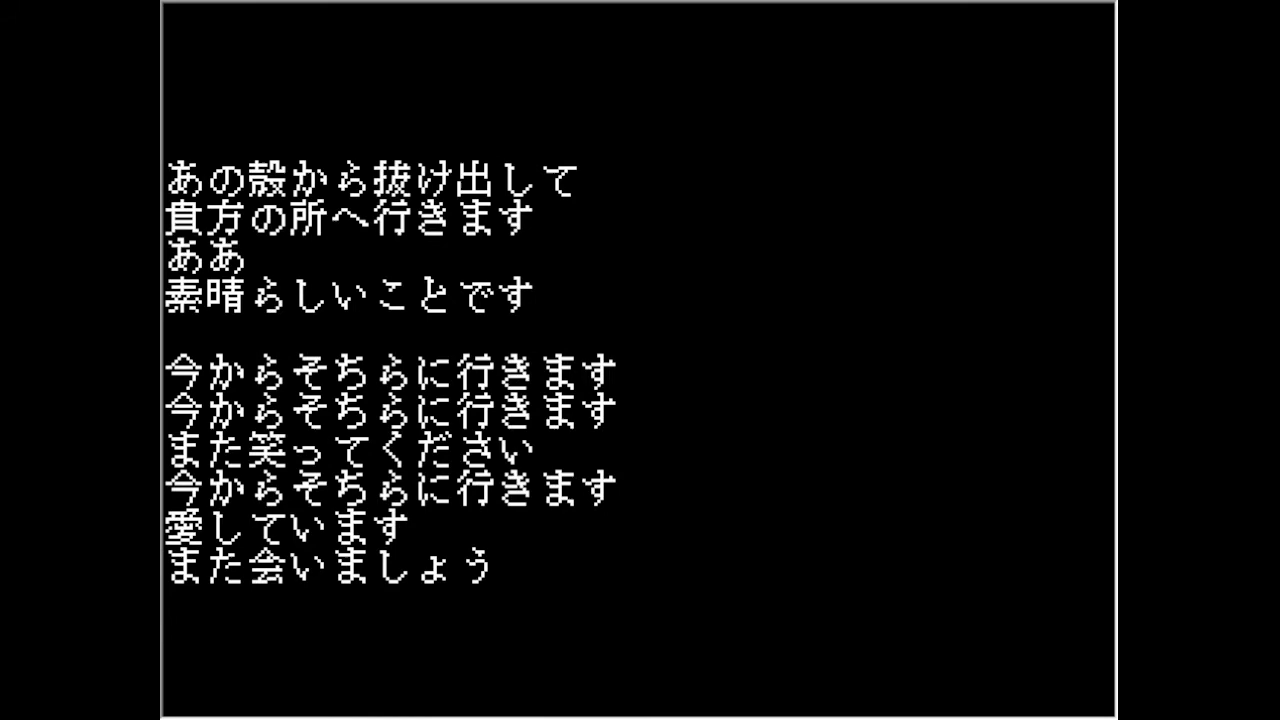 あの殻から抜け出して
貴方の所へ行きます
ああ
素晴らしいことです
今からそちらに行きます
今からそちらに行きます
また笑ってください
今からそちらに行きます
愛しています
また会いましょう